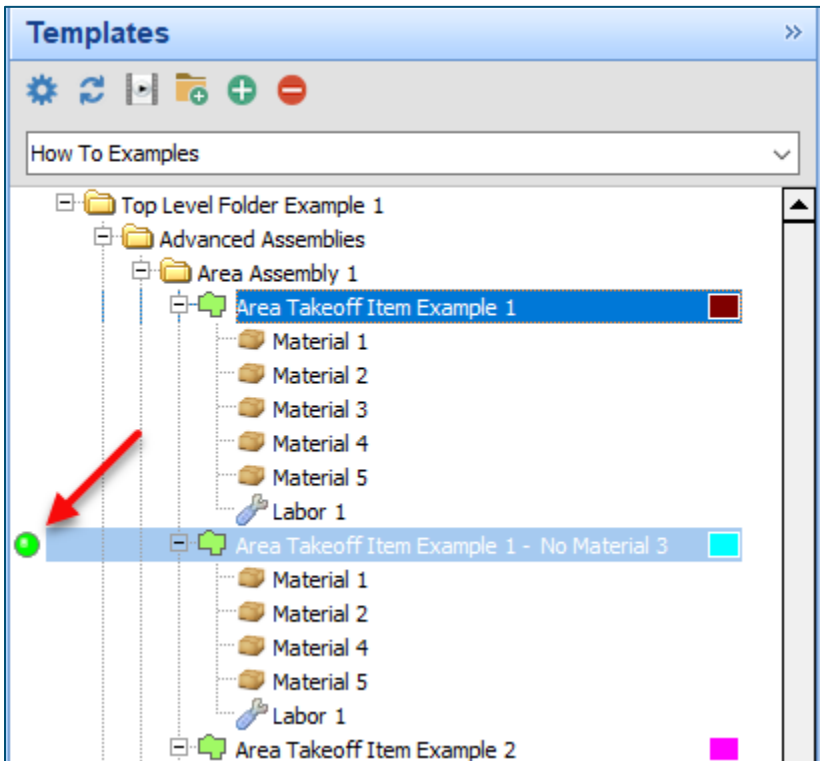 Templates
How To Examples
Top Level Folder Example 1
Advanced Assemblies
Area Assembly 1
Area Takeoff Item Example 1
Material 1
Material 2
Material 3
Material 4
Material 5
Labor 1
Area Takeoff Item Example 1 - No Material 3
Material 1
Material 2
Material 4
Material 5
Labor 1
Area Takeoff Item Example 2